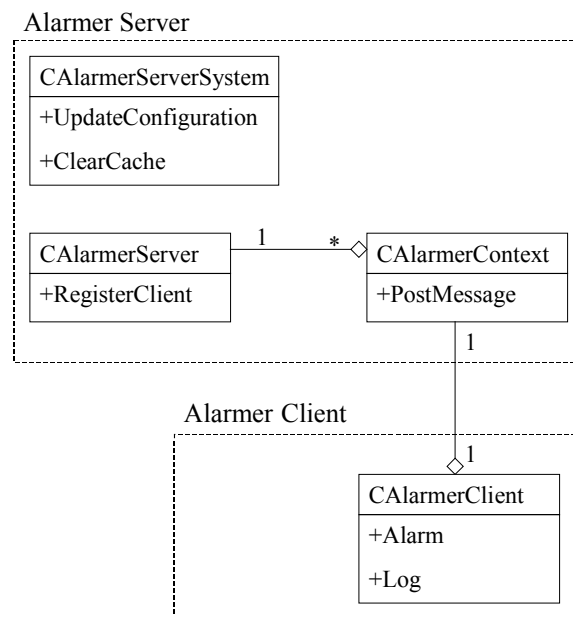 Alarmer Server
CAlarmerServerSystem
+UpdateConfiguration
+ClearCache
CAlarmerServer
+RegisterClient
1
*
CAlarmerContext
+PostMessage
1
Alarmer Client
1
CAlarmerClient
+Alarm
+Log